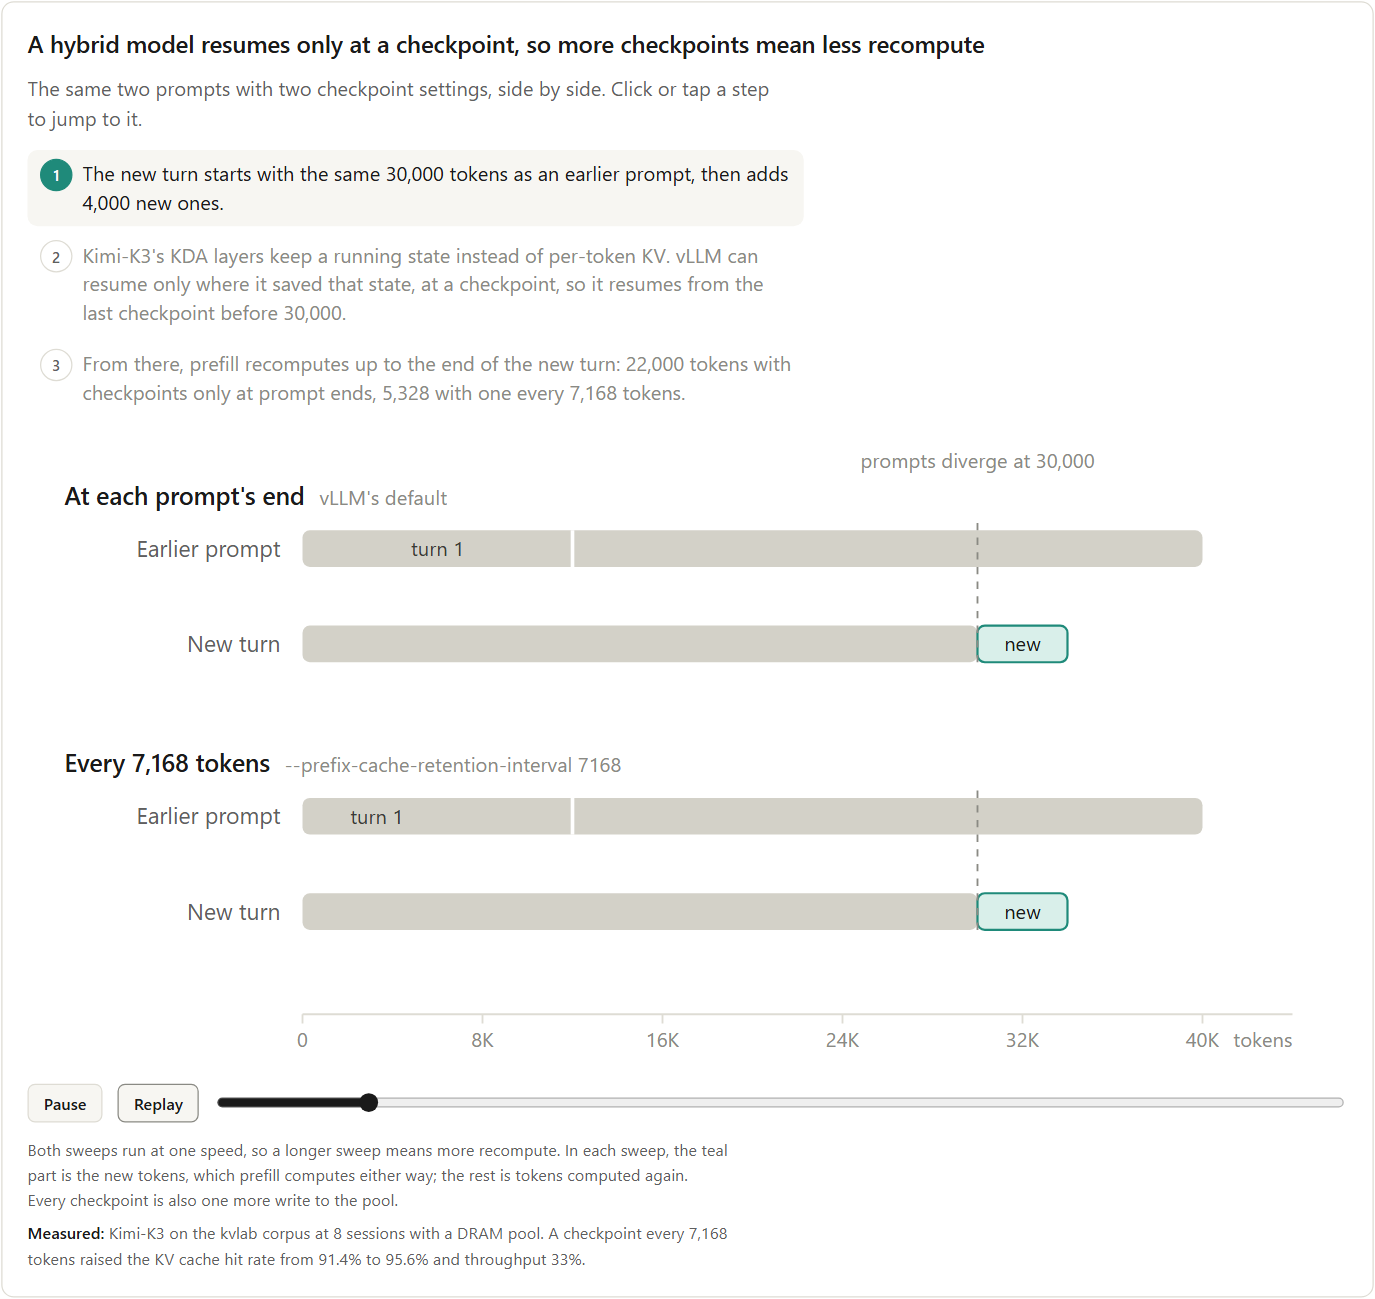 A hybrid model resumes only at a checkpoint, so more checkpoints mean less recompute
The same two prompts with two checkpoint settings, side by side. Click or tap a step
to jump to it.
1
The new turn starts with the same 30,000 tokens as an earlier prompt, then adds
4,000 new ones.
2
Kimi-K3's KDA layers keep a running state instead of per-token KV. vLLM can
resume only where it saved that state, at a checkpoint, so it resumes from the
last checkpoint before 30,000.
3
From there, prefill recomputes up to the end of the new turn: 22,000 tokens with
checkpoints only at prompt ends, 5,328 with one every 7,168 tokens.
prompts diverge at 30,000
At each prompt's end vLLM's default
Earlier prompt turn 1
New turn new
Every 7,168 tokens --prefix-cache-retention-interval 7168
Earlier prompt turn 1
New turn new
0 8K 16K 24K 32K 40K tokens
Pause Replay
Both sweeps run at one speed, so a longer sweep means more recompute. In each sweep, the teal
part is the new tokens, which prefill computes either way; the rest is tokens computed again.
Every checkpoint is also one more write to the pool.
Measured: Kimi-K3 on the kvlab corpus at 8 sessions with a DRAM pool. A checkpoint every 7,168
tokens raised the KV cache hit rate from 91.4% to 95.6% and throughput 33%.